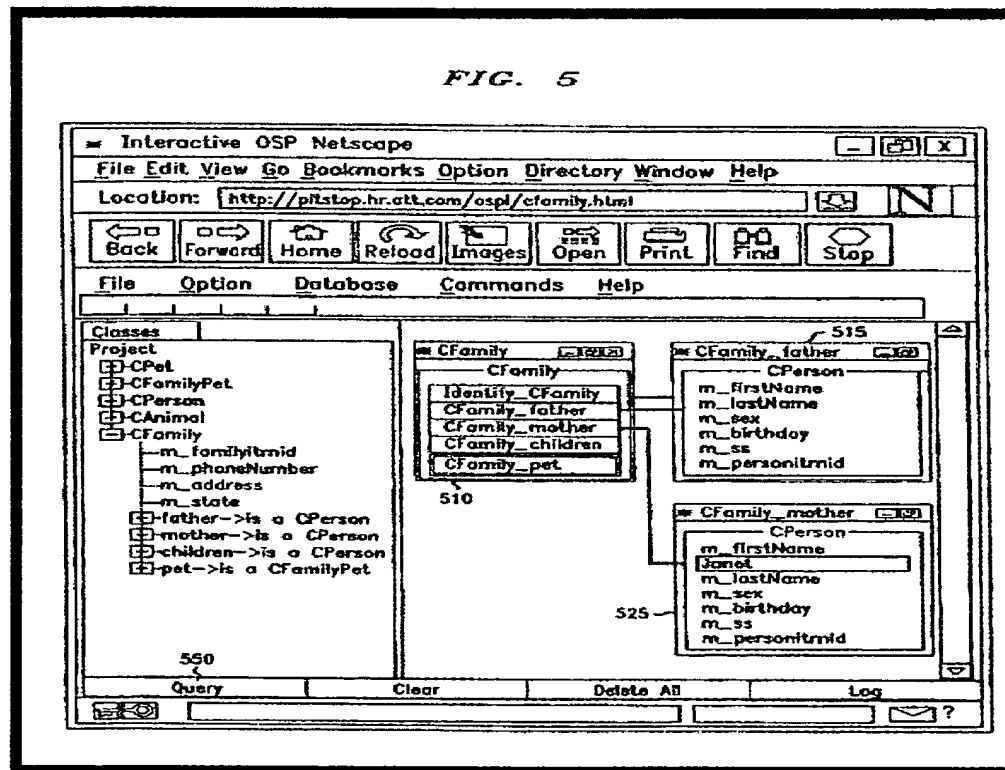 FIG. 5
Interactive OSP Netscape
File Edit View Go Bookmarks Option Directory Window Help
Location: http://pitstop.hr.att.com/ospl/cfamily.html
N
Back Forward Home Reload Images Open Print Find Stop
File Option Database Commands Help
Classes
Project
CPet
CFamilyPet
CPerson
CAnimal
CFamily
m_familyitmid
m_phoneNumber
m_address
m_state
father->is a CPerson
mother->is a CPerson
children->is a CPerson
pet->is a CFamilyPet
CFamily
CFamily
Identify_CFamily
CFamily_father
CFamily_mother
CFamily_children
CFamily_pet
510
515
CFamily_father
CPerson
m_firstName
m_lastName
m_sex
m_birthday
m_ss
m_personitmid
CFamily_mother
CPerson
m_firstName
Janet
m_lastName
m_sex
m_birthday
m_ss
m_personitmid
525
550
Query Clear Delete All Log
?